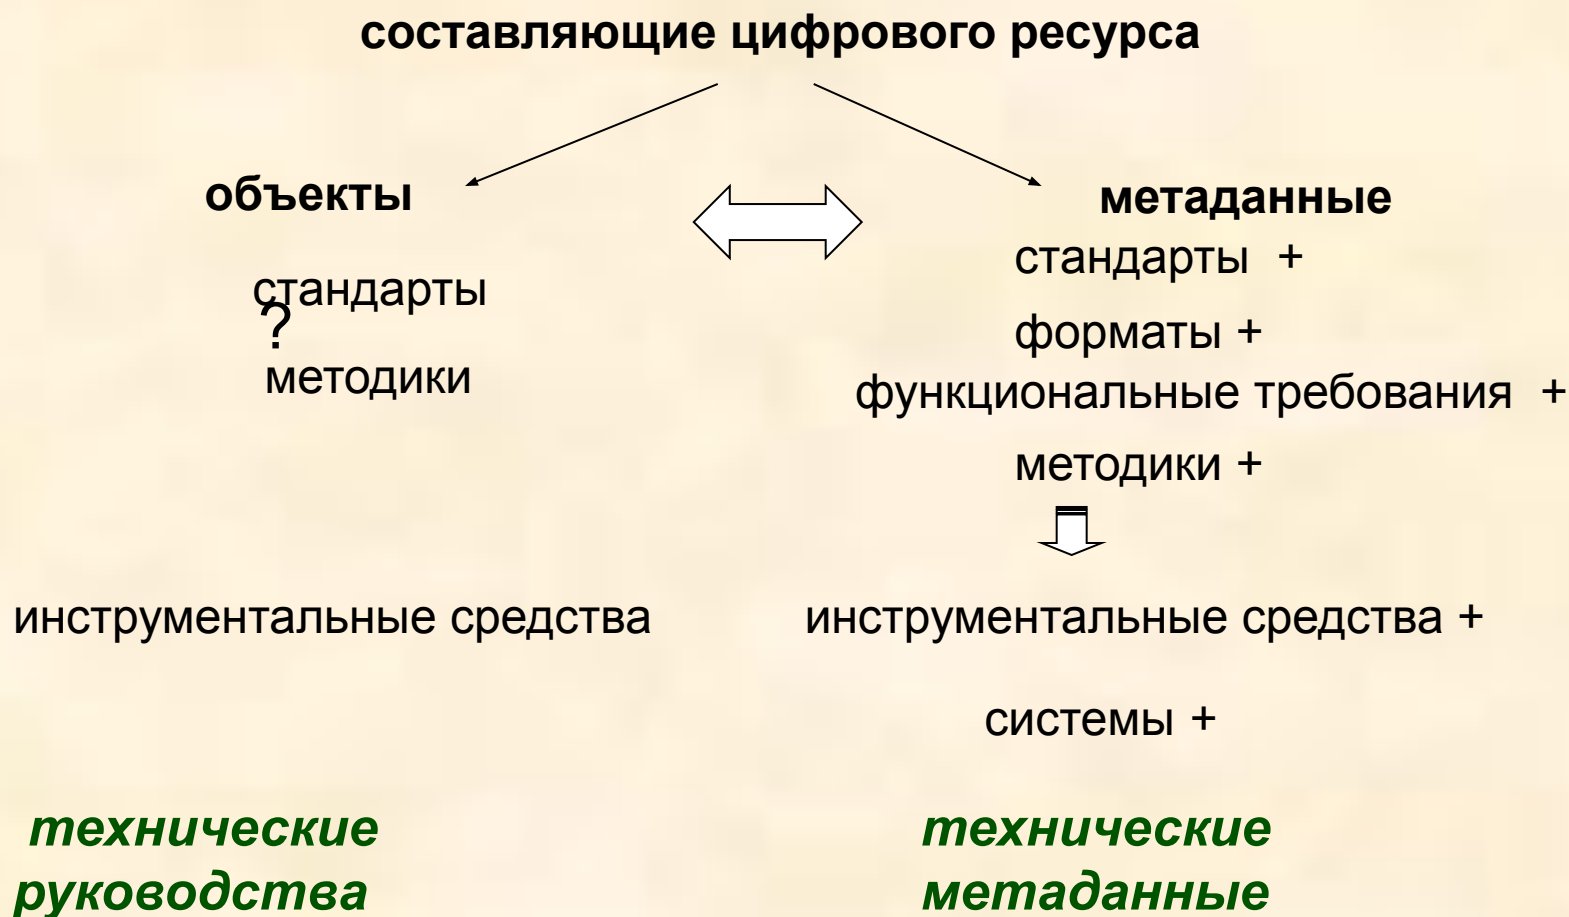 составляющие цифрового ресурса
объекты
стандарты
?
методики
инструментальные средства
технические
руководства
метаданные
стандарты +
форматы +
функциональные требования +
методики +
инструментальные средства +
системы +
технические
метаданные